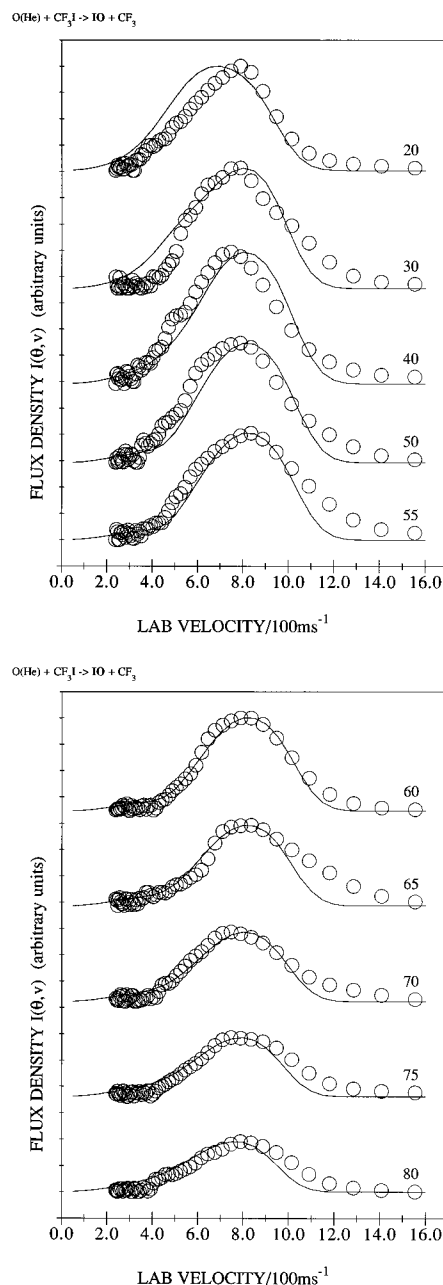 O(He) + CF3I -> IO + CF3
20
30
40
50
55
FLUX DENSITY I(θ,v) (arbitrary units)
0.0 2.0 4.0 6.0 8.0 10.0 12.0 14.0 16.0
LAB VELOCITY/100ms-1
O(He) + CF3I -> IO + CF3
60
65
70
75
80
FLUX DENSITY I(θ,v) (arbitrary units)
0.0 2.0 4.0 6.0 8.0 10.0 12.0 14.0 16.0
LAB VELOCITY/100ms-1